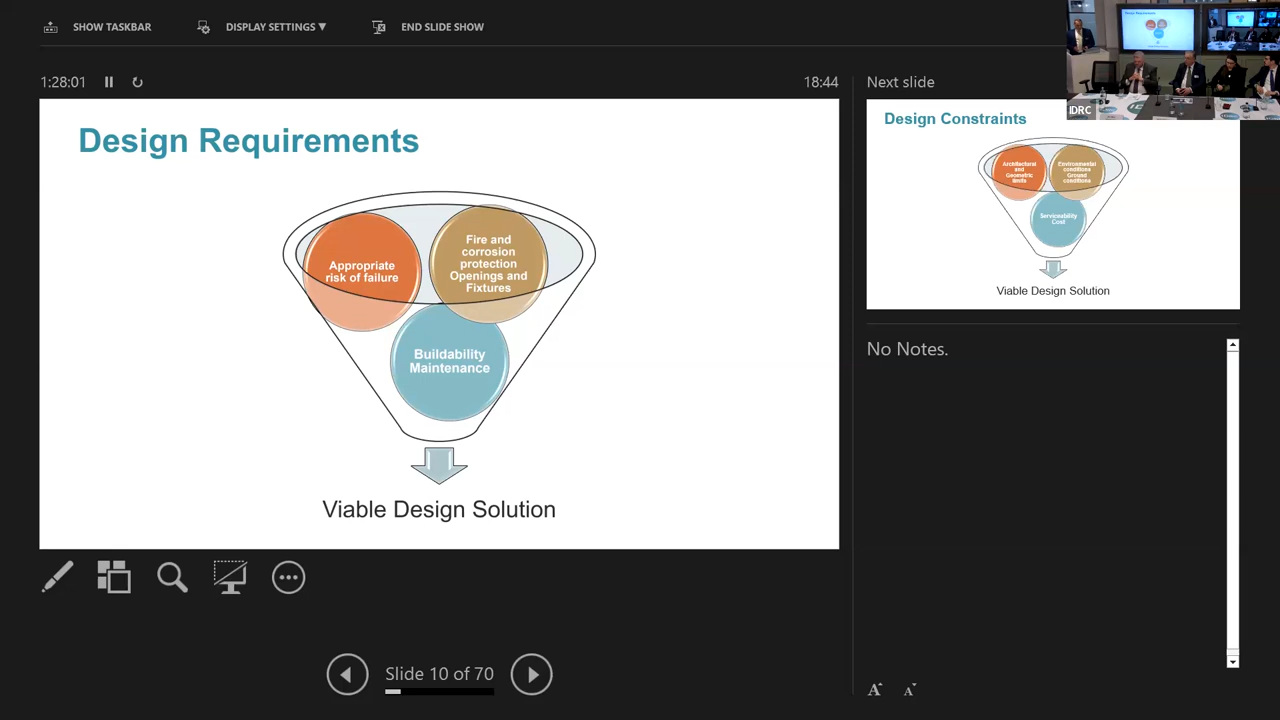 SHOW TASKBAR
DISPLAY SETTINGS ▼
END SLIDE SHOW
1:28:01
18:44
Design Requirements
Appropriate
risk of failure
Fire and
corrosion
protection
Openings and
Fixtures
Buildability
Maintenance
Viable Design Solution
Slide 10 of 70
Next slide
Design Constraints
Architectural
and
Geometric
limits
Environmental
conditions
Ground
conditions
Serviceability
Cost
Viable Design Solution
No Notes.
A
A
IDRC